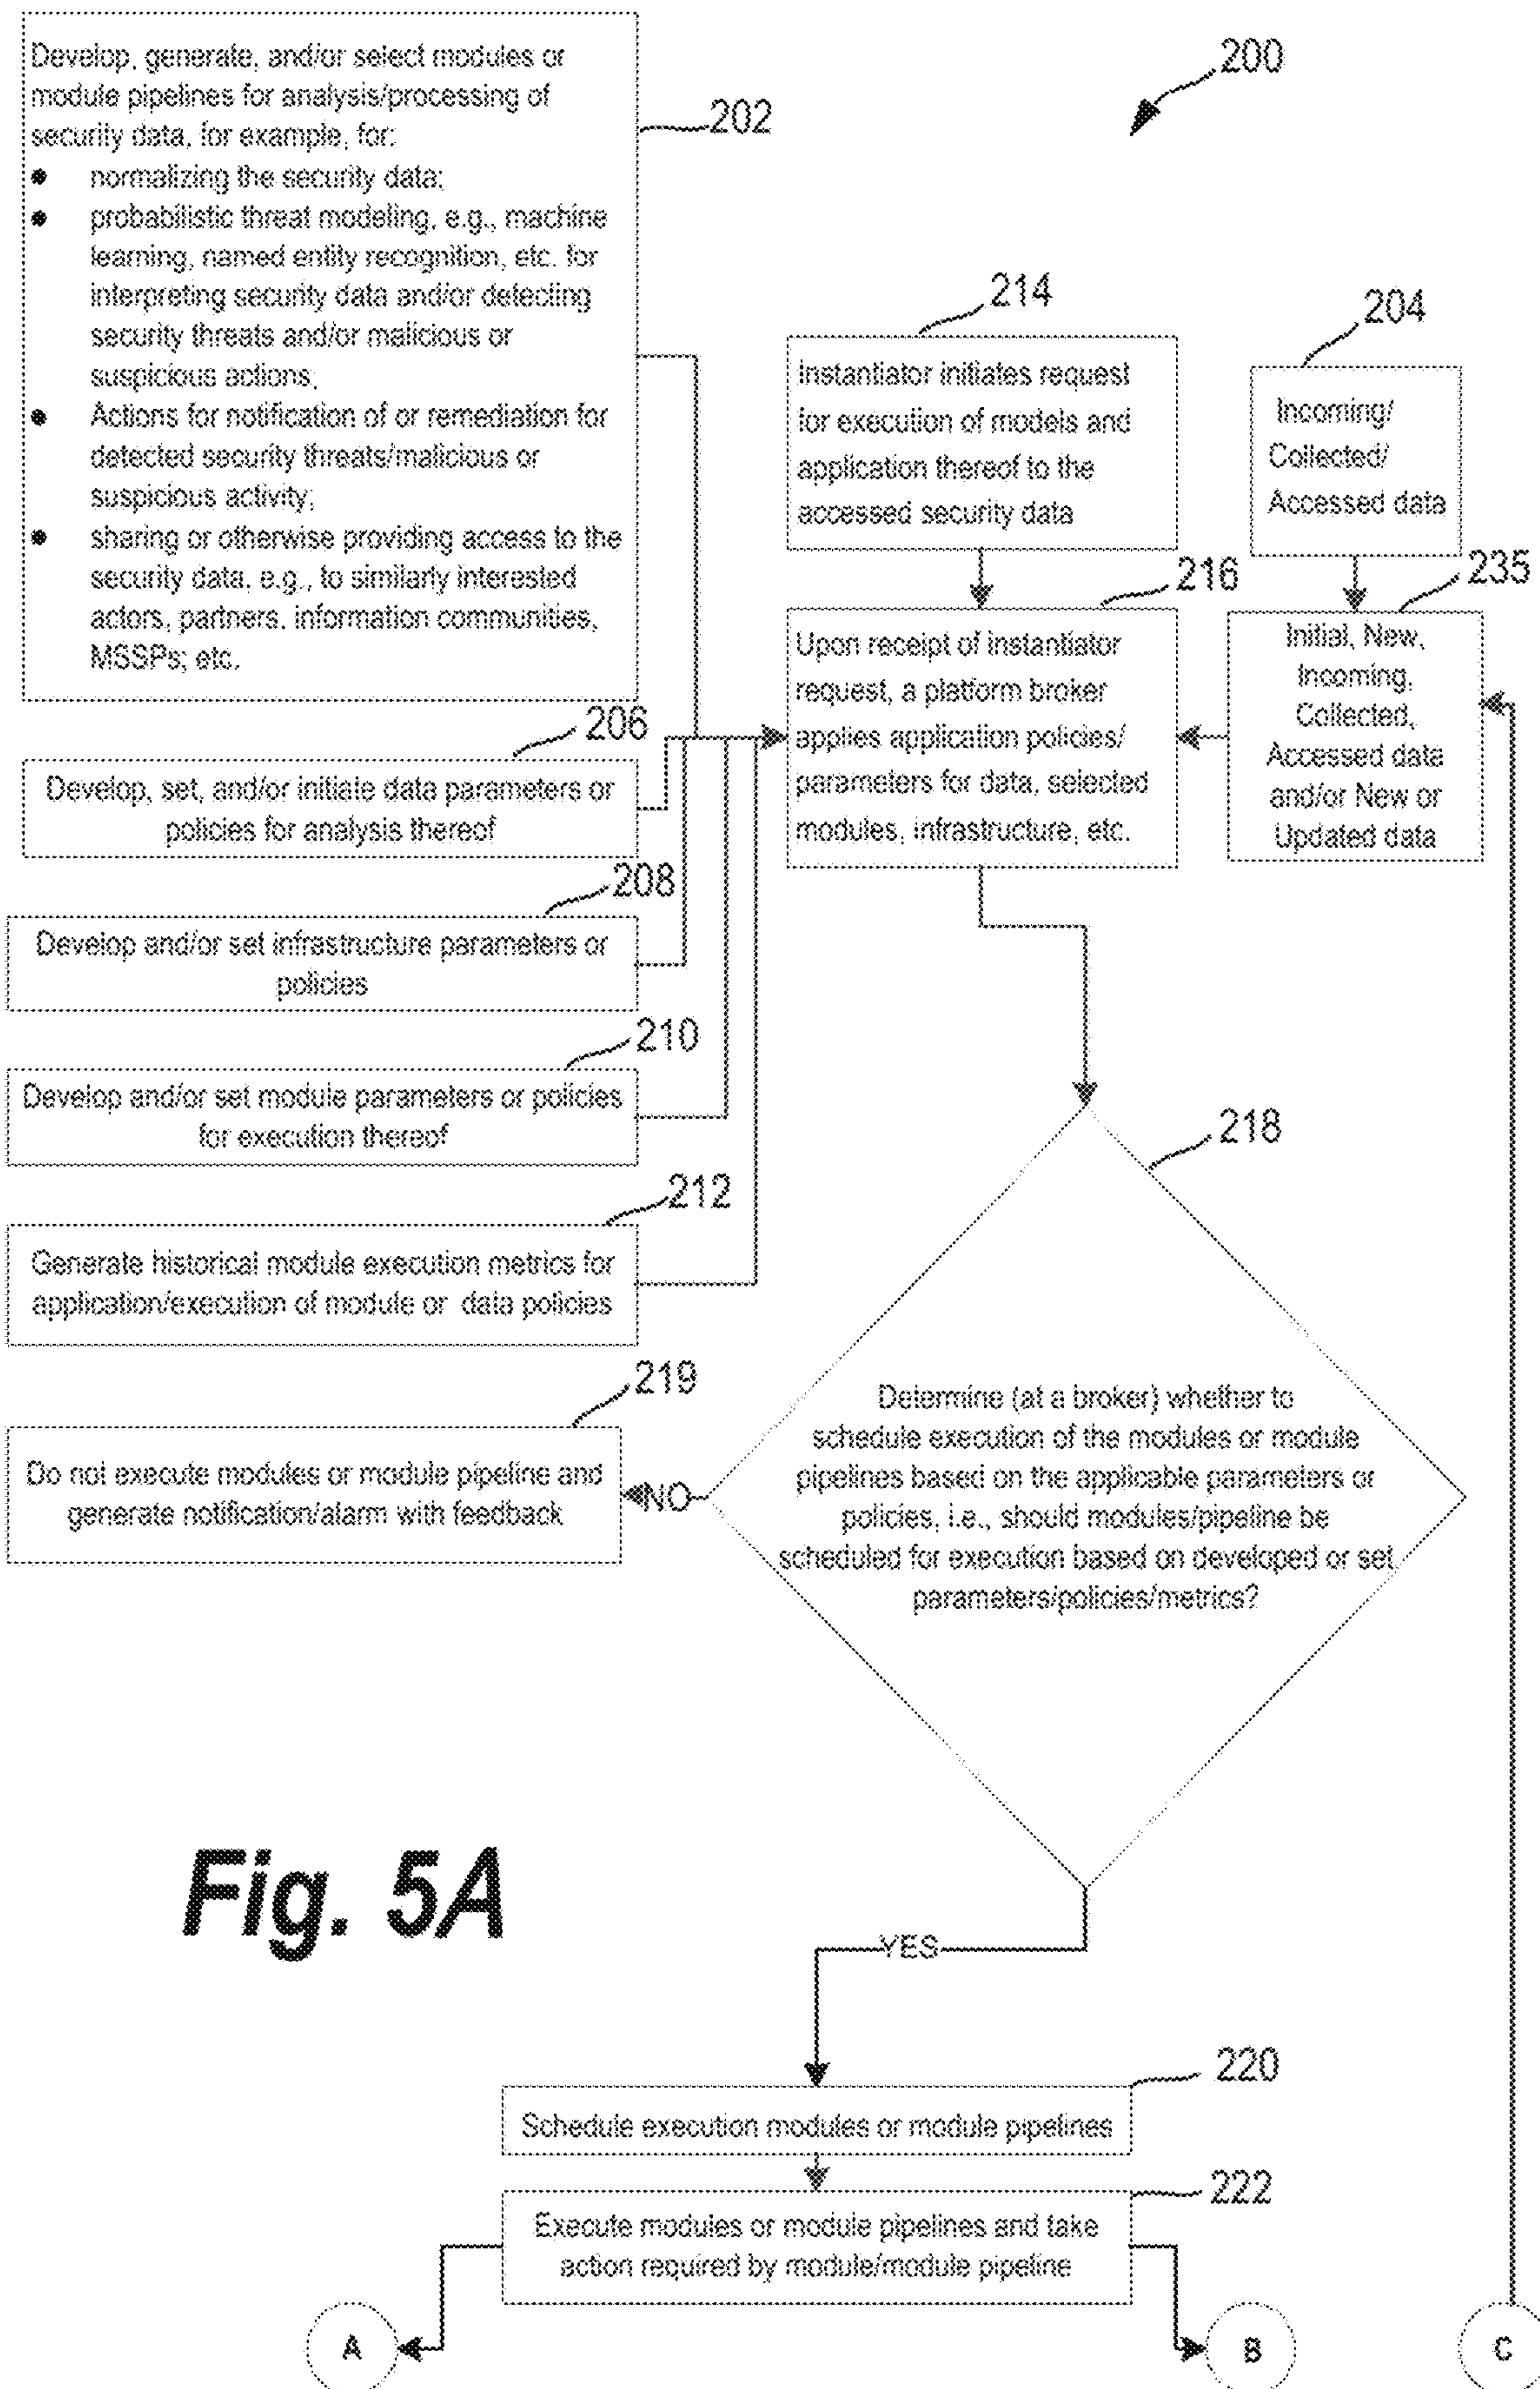 200
Develop, generate, and/or select modules or
module pipelines for analysis/processing of
security data, for example, for:
● normalizing the security data;
● probabilistic threat modeling, e.g., machine
learning, named entity recognition, etc. for
interpreting security data and/or detecting
security threats and/or malicious or
suspicious actions;
● Actions for notification of or remediation for
detected security threats/malicious or
suspicious activity;
● sharing or otherwise providing access to the
security data, e.g., to similarly interested
actors, partners, information communities,
MSSPs; etc.
202
214
Instantiator initiates request
for execution of models and
application thereof to the
accessed security data
204
Incoming/
Collected/
Accessed data
216
Upon receipt of instantiator
request, a platform broker
applies application policies/
parameters for data, selected
modules, infrastructure, etc.
235
Initial, New,
Incoming,
Collected,
Accessed data
and/or New or
Updated data
206
Develop, set, and/or initiate data parameters or
policies for analysis thereof
208
Develop and/or set infrastructure parameters or
policies
210
Develop and/or set module parameters or policies
for execution thereof
212
Generate historical module execution metrics for
application/execution of module or data policies
218
Determine (at a broker) whether to
schedule execution of the modules or module
pipelines based on the applicable parameters or
policies, i.e., should modules/pipeline be
scheduled for execution based on developed or set
parameters/policies/metrics?
219
Do not execute modules or module pipeline and
generate notification/alarm with feedback
NO
Fig. 5A
YES
220
Schedule execution modules or module pipelines
222
Execute modules or module pipelines and take
action required by module/module pipeline
A
B
C